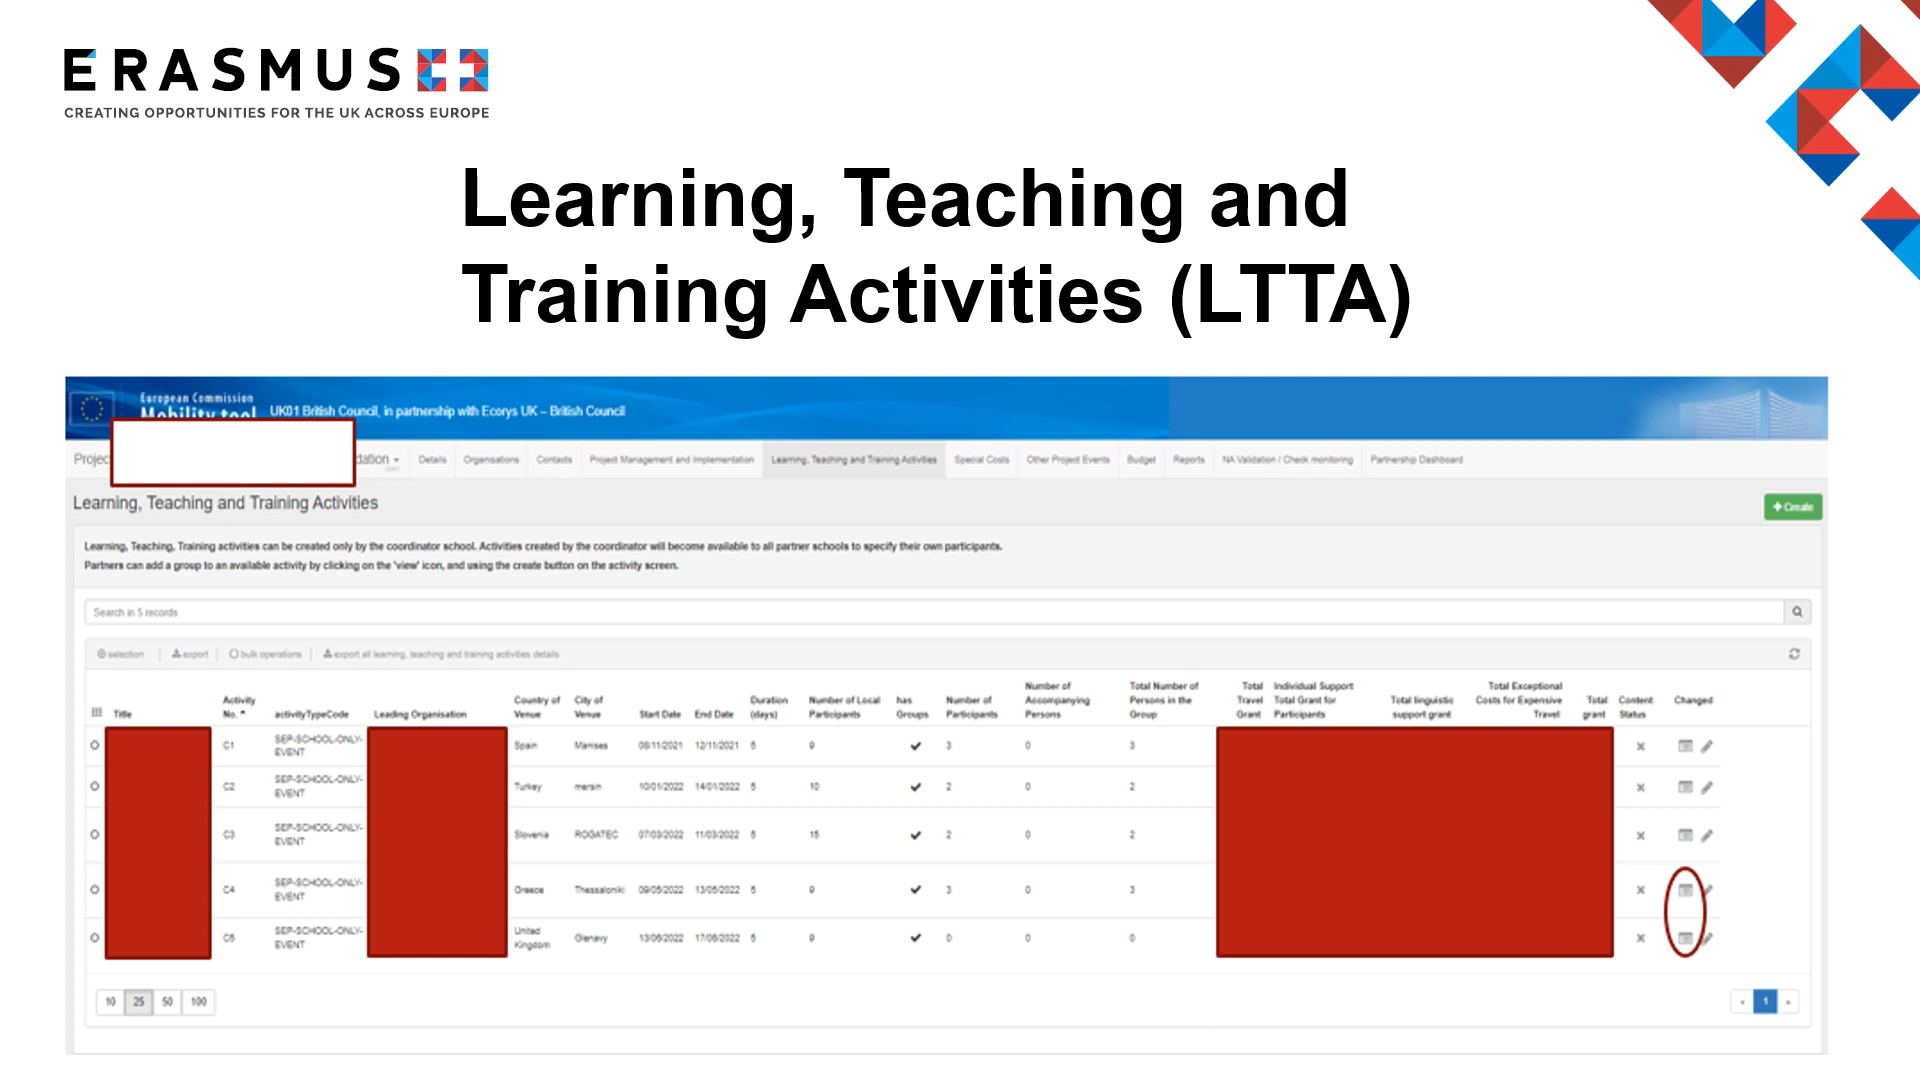 ERASMUS
CREATING OPPORTUNITIES FOR THE UK ACROSS EUROPE
Learning, Teaching and
Training Activities (LTTA)
European Commission
Mobility tool UK01 British Council, in partnership with Ecorys UK – British Council
Details Organisations Contacts Project Management and Implementation Learning, Teaching and Training Activities Special Costs Other Project Events Budget Reports NA Validation / Check monitoring Partnership Dashboard
Learning, Teaching and Training Activities
Create
Learning, Teaching, Training activities can be created only by the coordinator school. Activities created by the coordinator will become available to all partner schools to specify their own participants.
Partners can add a group to an available activity by clicking on the 'view' icon, and using the create button on the activity screen.
Search in 5 records
selection | export | bulk operations | export all learning, teaching and training activities details
Title Activity No. activityTypeCode Leading Organisation Country of Venue City of Venue Start Date End Date Duration (days) Number of Local Participants has Groups Number of Participants Number of Accompanying Persons Total Number of Persons in the Group Total Travel Grant Individual Support Total Grant for Participants Total linguistic support grant Total Exceptional Costs for Expensive Travel Total grant Content Status Changed
C1 SEP-SCHOOL-ONLY-EVENT Spain Manises 08/11/2021 12/11/2021 5 9 3 0 3
C2 SEP-SCHOOL-ONLY-EVENT Turkey mersin 10/01/2022 14/01/2022 5 10 2 0 2
C3 SEP-SCHOOL-ONLY-EVENT Slovenia ROGATEC 07/03/2022 11/03/2022 5 15 2 0 2
C4 SEP-SCHOOL-ONLY-EVENT Greece Thessaloniki 09/05/2022 13/05/2022 5 9 3 0 3
C5 SEP-SCHOOL-ONLY-EVENT United Kingdom Glenavy 13/06/2022 17/06/2022 5 9 0 0 0
10 25 50 100
« 1 »